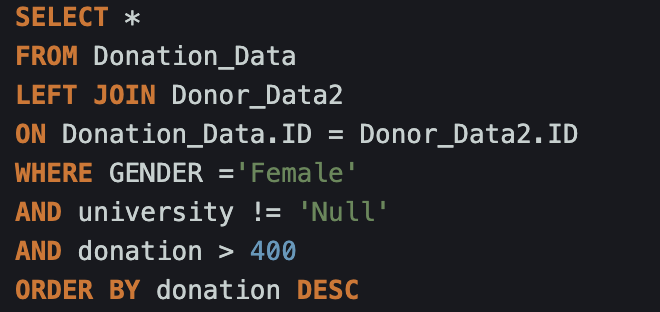 SELECT *
FROM Donation_Data
LEFT JOIN Donor_Data2
ON Donation_Data.ID = Donor_Data2.ID
WHERE GENDER ='Female'
AND university != 'Null'
AND donation > 400
ORDER BY donation DESC